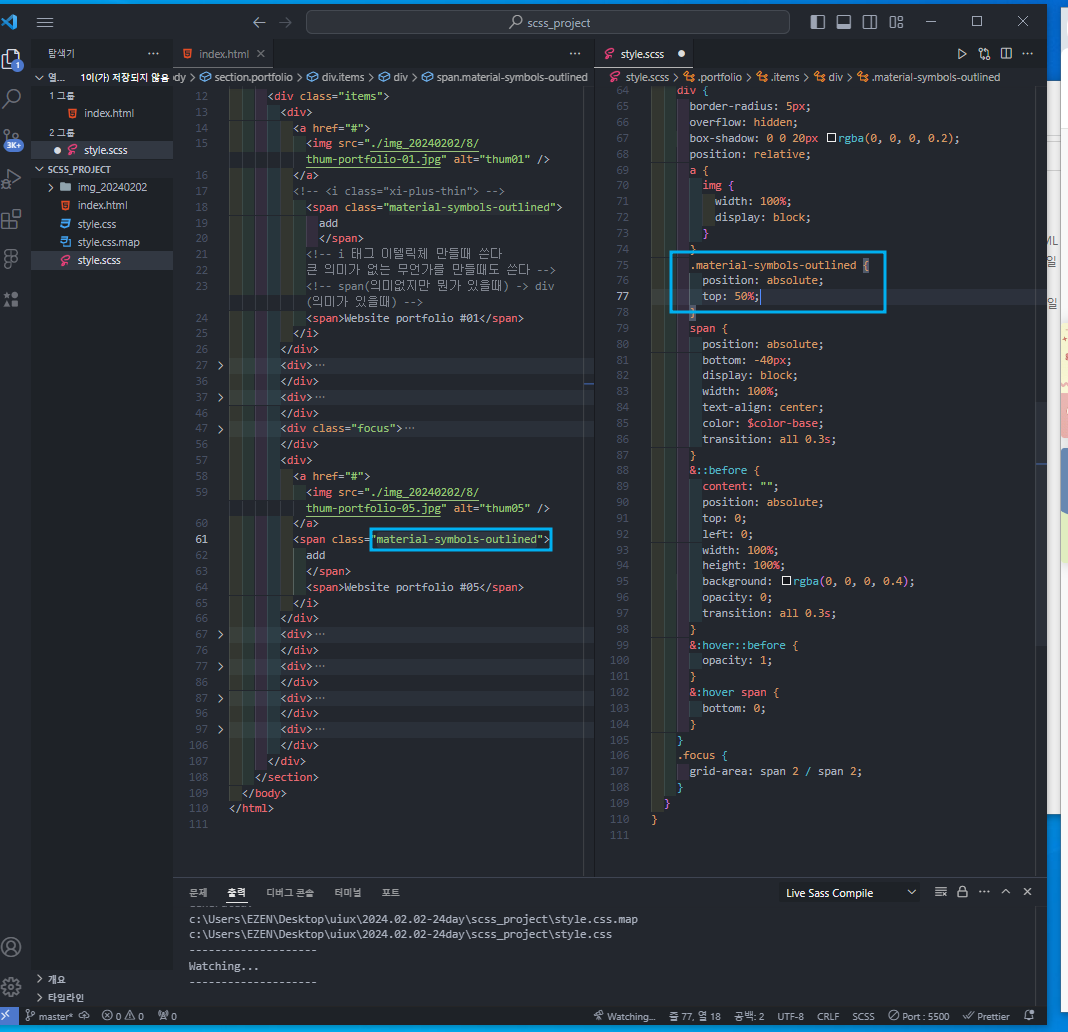 scss_project
탐색기
열... 1이(가) 저장되지 않음
1 그룹
index.html
2 그룹
style.scss
SCSS_PROJECT
img_20240202
index.html
style.css
style.css.map
style.scss
개요
타임라인
index.html
ody > section.portfolio > div.items > div > span.material-symbols-outlined
12 <div class="items">
13 <div>
14 <a href="#">
15 <img src="./img_20240202/8/
thum-portfolio-01.jpg" alt="thum01" />
16 </a>
17 <!-- <i class="xi-plus-thin"> -->
18 <span class="material-symbols-outlined">
19 add
20 </span>
21 <!-- i 태그 이텔릭체 만들때 쓴다
22 큰 의미가 없는 무언가를 만들때도 쓴다 -->
23 <!-- span(의미없지만 뭔가 있을때) -> div
(의미가 있을때) -->
24 <span>Website portfolio #01</span>
25 </i>
26 </div>
27 <div>...
36 </div>
37 <div>...
46 </div>
47 <div class="focus">...
56 </div>
57 <div>
58 <a href="#">
59 <img src="./img_20240202/8/
thum-portfolio-05.jpg" alt="thum05" />
60 </a>
61 <span class="material-symbols-outlined">
62 add
63 </span>
64 <span>Website portfolio #05</span>
65 </i>
66 </div>
67 <div>...
76 </div>
77 <div>...
86 </div>
87 <div>...
96 </div>
97 <div>...
106 </div>
107 </div>
108 </section>
109 </body>
110 </html>
111
style.scss
style.scss > .portfolio > .items > div > .material-symbols-outlined
64 div {
65 border-radius: 5px;
66 overflow: hidden;
67 box-shadow: 0 0 20px rgba(0, 0, 0, 0.2);
68 position: relative;
69 a {
70 img {
71 width: 100%;
72 display: block;
73 }
74 }
75 .material-symbols-outlined {
76 position: absolute;
77 top: 50%;
78 }
79 span {
80 position: absolute;
81 bottom: -40px;
82 display: block;
83 width: 100%;
84 text-align: center;
85 color: $color-base;
86 transition: all 0.3s;
87 }
88 &::before {
89 content: "";
90 position: absolute;
91 top: 0;
92 left: 0;
93 width: 100%;
94 height: 100%;
95 background: rgba(0, 0, 0, 0.4);
96 opacity: 0;
97 transition: all 0.3s;
98 }
99 &:hover::before {
100 opacity: 1;
101 }
102 &:hover span {
103 bottom: 0;
104 }
105 }
106 .focus {
107 grid-area: span 2 / span 2;
108 }
109 }
110 }
111
문제 출력 디버그 콘솔 터미널 포트
Live Sass Compile
c:\Users\EZEN\Desktop\uiux\2024.02.02-24day\scss_project\style.css.map
c:\Users\EZEN\Desktop\uiux\2024.02.02-24day\scss_project\style.css
--------------------
Watching...
--------------------
1
3K+
master* 0 0 0 Watching... 줄 77, 열 18 공백: 2 UTF-8 CRLF SCSS Port : 5500 Prettier
ML
일
일